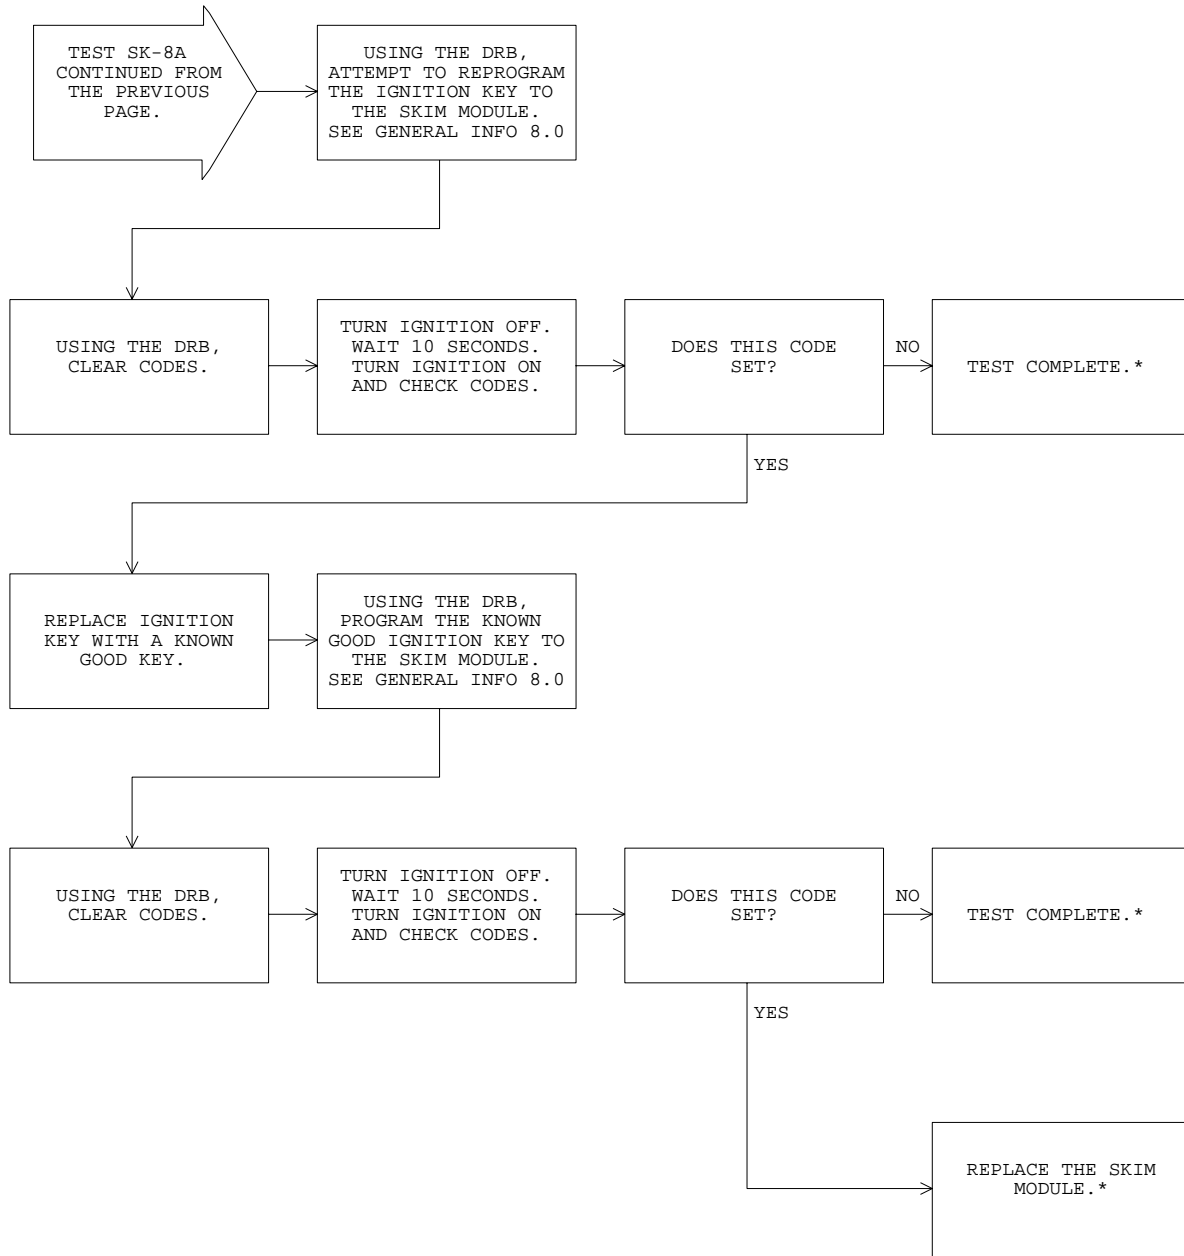 TEST SK-8A
CONTINUED FROM
THE PREVIOUS
PAGE.
USING THE DRB,
ATTEMPT TO REPROGRAM
THE IGNITION KEY TO
THE SKIM MODULE.
SEE GENERAL INFO 8.0
USING THE DRB,
CLEAR CODES.
TURN IGNITION OFF.
WAIT 10 SECONDS.
TURN IGNITION ON
AND CHECK CODES.
DOES THIS CODE
SET?
NO
TEST COMPLETE.*
YES
REPLACE IGNITION
KEY WITH A KNOWN
GOOD KEY.
USING THE DRB,
PROGRAM THE KNOWN
GOOD IGNITION KEY TO
THE SKIM MODULE.
SEE GENERAL INFO 8.0
USING THE DRB,
CLEAR CODES.
TURN IGNITION OFF.
WAIT 10 SECONDS.
TURN IGNITION ON
AND CHECK CODES.
DOES THIS CODE
SET?
NO
TEST COMPLETE.*
YES
REPLACE THE SKIM
MODULE.*